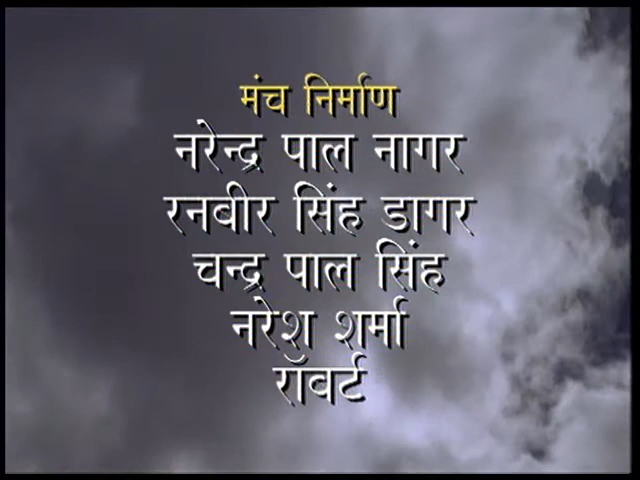 मंच निर्माण
नरेन्द्र पाल नागर
रनबीर सिंह डागर
चन्द्र पाल सिंह
नरेश शर्मा
रॉवर्ट